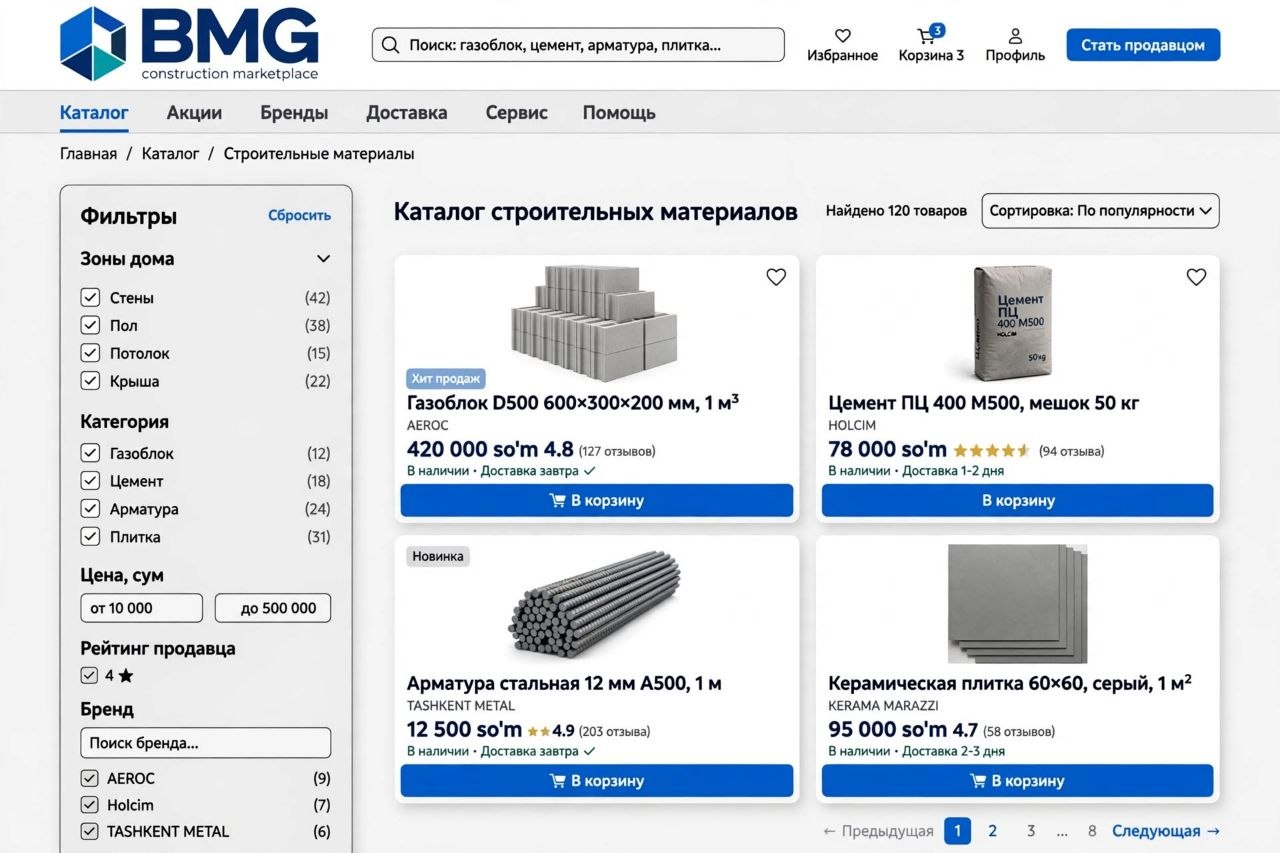 BMG
construction marketplace
Поиск: газоблок, цемент, арматура, плитка...
Избранное
3
Корзина 3
Профиль
Стать продавцом
Каталог Акции Бренды Доставка Сервис Помощь
Главная / Каталог / Строительные материалы
Фильтры Сбросить
Зоны дома
Стены (42)
Пол (38)
Потолок (15)
Крыша (22)
Категория
Газоблок (12)
Цемент (18)
Арматура (24)
Плитка (31)
Цена, сум
от 10 000 до 500 000
Рейтинг продавца
4 ★
Бренд
Поиск бренда...
AEROC (9)
Holcim (7)
TASHKENT METAL (6)
Каталог строительных материалов
Найдено 120 товаров
Сортировка: По популярности
Хит продаж
Газоблок D500 600×300×200 мм, 1 м³
AEROC
420 000 so'm 4.8 (127 отзывов)
В наличии • Доставка завтра ✓
В корзину
Цемент
ПЦ
400 М500
HOLCIM
50kg
Цемент ПЦ 400 М500, мешок 50 кг
HOLCIM
78 000 so'm (94 отзыва)
В наличии • Доставка 1-2 дня
В корзину
Новинка
Арматура стальная 12 мм А500, 1 м
TASHKENT METAL
12 500 so'm ★★ 4.9 (203 отзыва)
В наличии • Доставка завтра ✓
В корзину
Керамическая плитка 60×60, серый, 1 м²
KERAMA MARAZZI
95 000 so'm 4.7 (58 отзывов)
В наличии • Доставка 2-3 дня
В корзину
← Предыдущая 1 2 3 ... 8 Следующая →